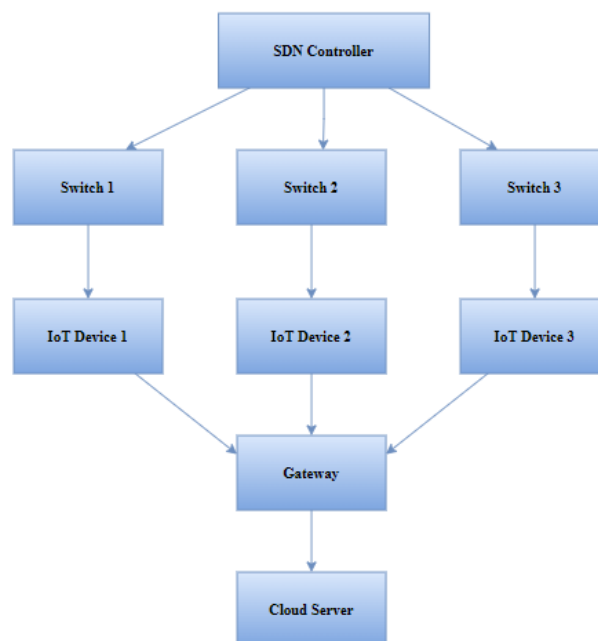 SDN Controller
Switch 1
Switch 2
Switch 3
IoT Device 1
IoT Device 2
IoT Device 3
Gateway
Cloud Server